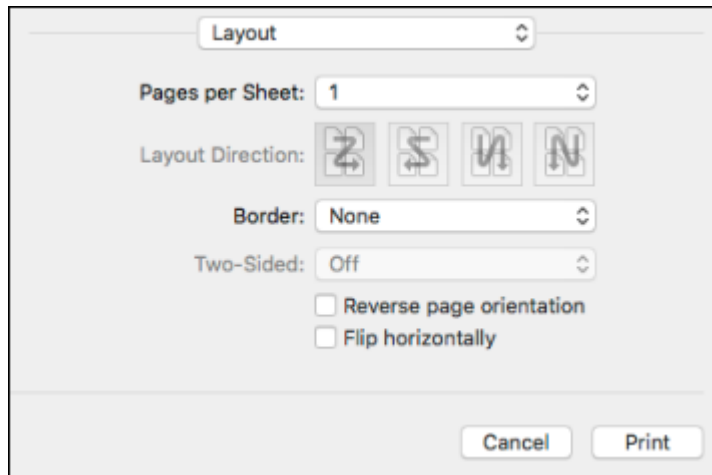 Layout
Pages per Sheet: 1
Layout Direction:
Border: None
Two-Sided: Off
Reverse page orientation
Flip horizontally
Cancel Print